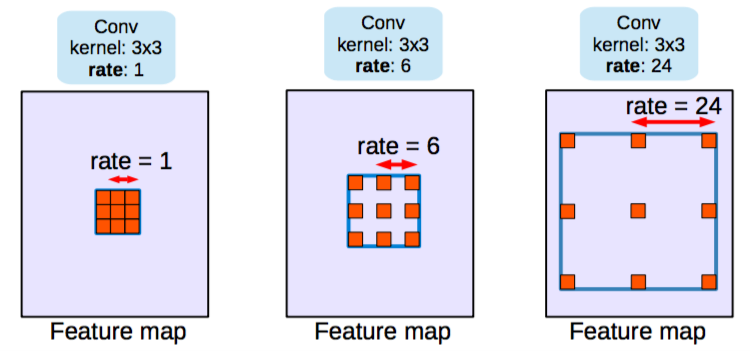 Conv
kernel: 3x3
rate: 1
Conv
kernel: 3x3
rate: 6
Conv
kernel: 3x3
rate: 24
rate = 1
rate = 6
rate = 24
Feature map
Feature map
Feature map